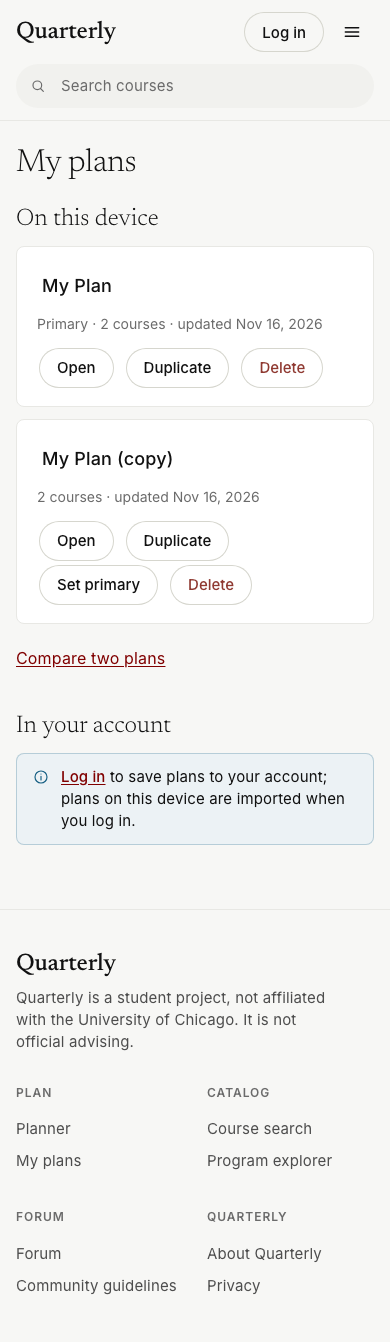 Quarterly
Log in
Search courses
My plans
On this device
My Plan
Primary · 2 courses · updated Nov 16, 2026
Open
Duplicate
Delete
My Plan (copy)
2 courses · updated Nov 16, 2026
Open
Duplicate
Set primary
Delete
Compare two plans
In your account
Log in to save plans to your account;
plans on this device are imported when
you log in.
Quarterly
Quarterly is a student project, not affiliated
with the University of Chicago. It is not
official advising.
PLAN
Planner
My plans
CATALOG
Course search
Program explorer
FORUM
Forum
Community guidelines
QUARTERLY
About Quarterly
Privacy